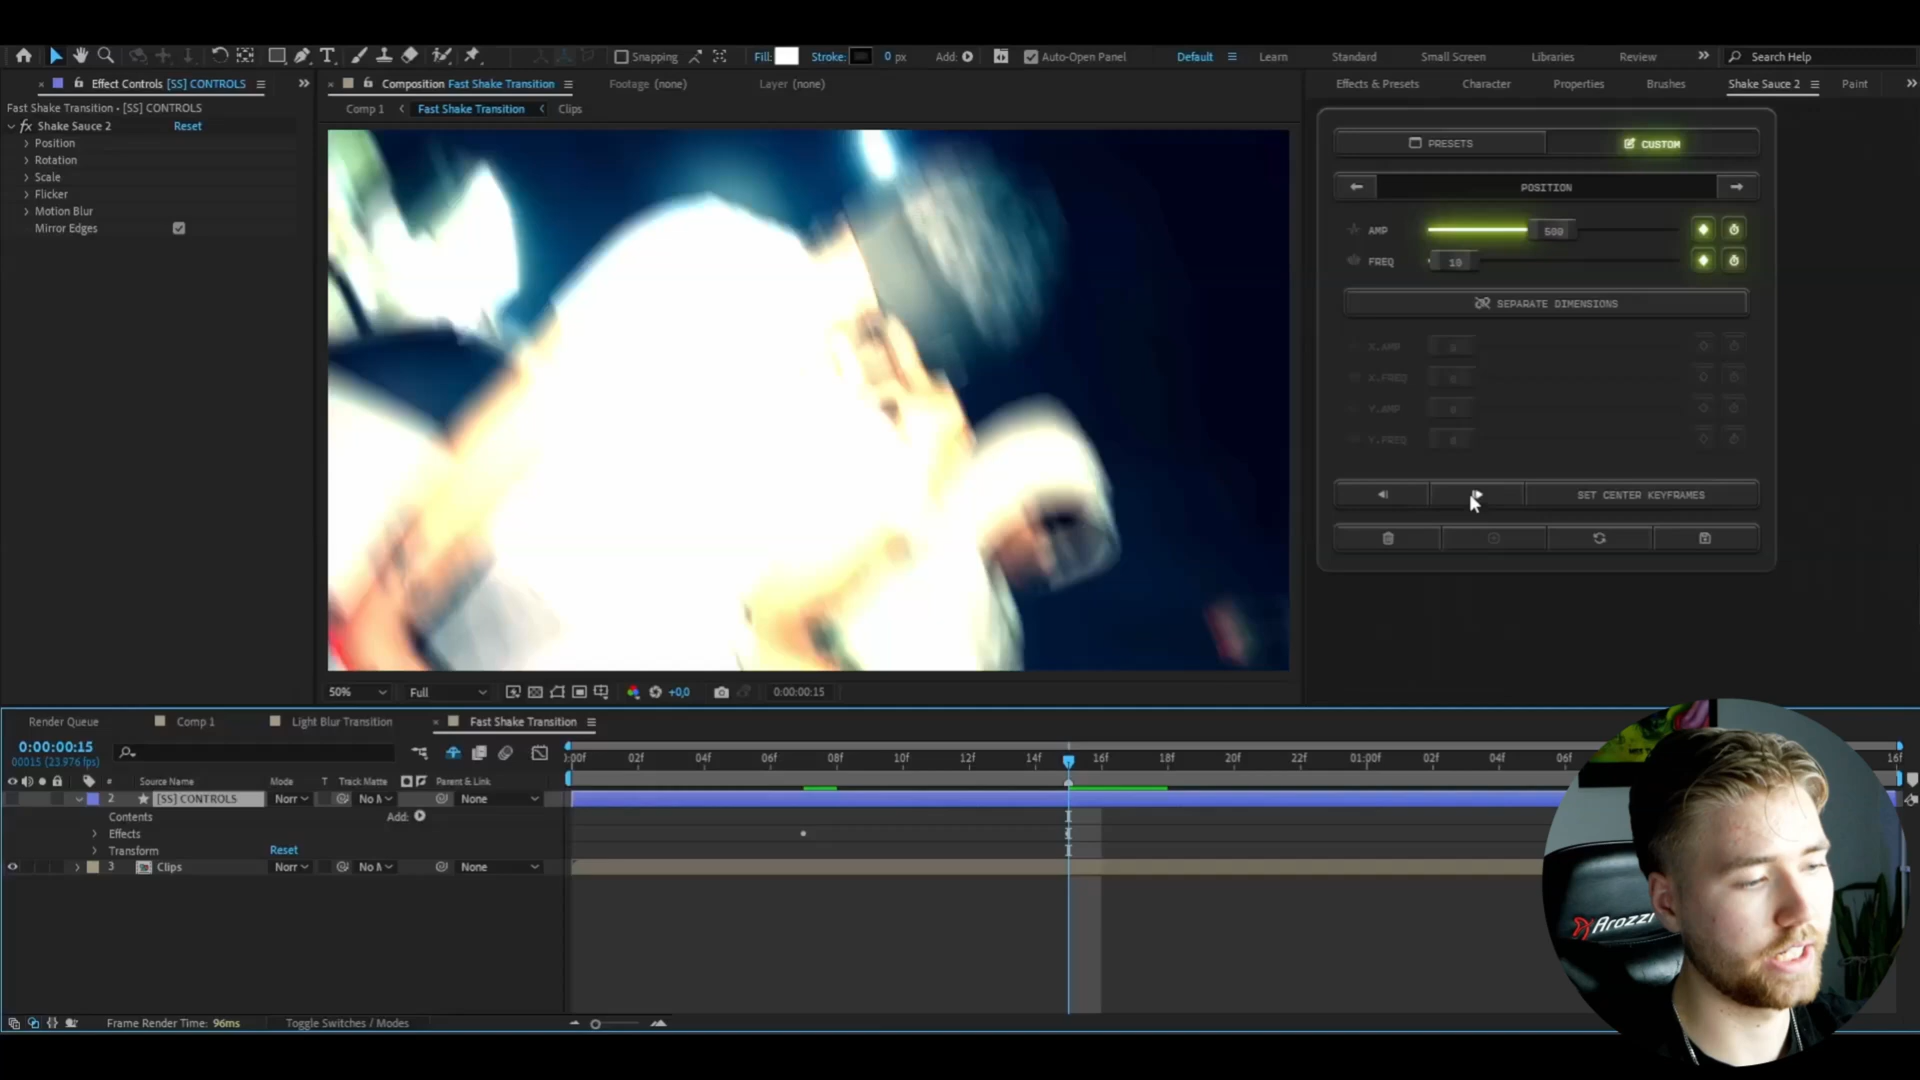 Snapping
Fill:
Stroke:
0 px
Add:
Auto-Open Panel
Default
Learn
Standard
Small Screen
Libraries
Review
Search Help
Effect Controls [SS] CONTROLS
Composition Fast Shake Transition
Footage (none)
Layer (none)
Effects & Presets
Character
Properties
Brushes
Shake Sauce 2
Paint
Fast Shake Transition • [SS] CONTROLS
Comp 1
Fast Shake Transition
Clips
fx Shake Sauce 2
Reset
Position
Rotation
Scale
Flicker
Motion Blur
Mirror Edges
PRESETS
CUSTOM
POSITION
AMP
500
FREQ
10
SEPARATE DIMENSIONS
X.AMP
0
X.FREQ
0
Y.AMP
0
Y.FREQ
0
SET CENTER KEYFRAMES
50%
Full
+0,0
0:00:00:15
Render Queue
Comp 1
Light Blur Transition
Fast Shake Transition
0:00:00:15
00015 (23.976 fps)
:00f
02f
04f
06f
08f
10f
12f
14f
16f
18f
20f
22f
01:00f
02f
04f
06f
16f
#
Source Name
Mode
T
Track Matte
Parent & Link
2
[SS] CONTROLS
Norr
No M
None
Contents
Add:
Effects
Transform
Reset
3
Clips
Norr
No M
None
Frame Render Time: 96ms
Toggle Switches / Modes
Arozzi